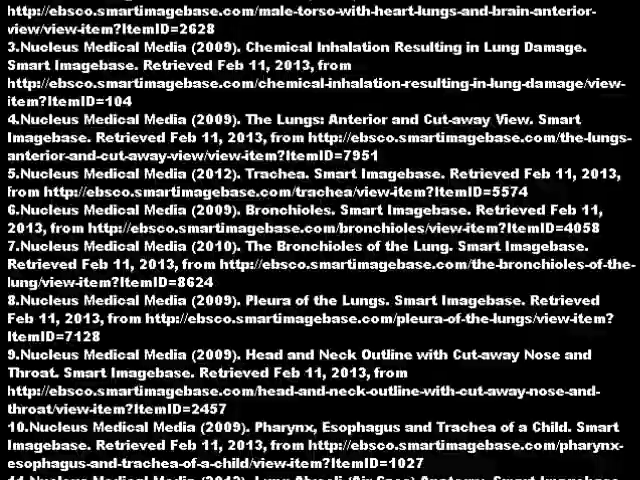 http://ebsco.smartimagebase.com/male-torso-with-heart-lungs-and-brain-anterior-
view/view-item?ItemID=2628
3.Nucleus Medical Media (2009). Chemical Inhalation Resulting in Lung Damage.
Smart Imagebase. Retrieved Feb 11, 2013, from
http://ebsco.smartimagebase.com/chemical-inhalation-resulting-in-lung-damage/view-
item?ItemID=104
4.Nucleus Medical Media (2009). The Lungs: Anterior and Cut-away View. Smart
Imagebase. Retrieved Feb 11, 2013, from http://ebsco.smartimagebase.com/the-lungs-
anterior-and-cut-away-view/view-item?ItemID=7951
5.Nucleus Medical Media (2012). Trachea. Smart Imagebase. Retrieved Feb 11, 2013,
from http://ebsco.smartimagebase.com/trachea/view-item?ItemID=5574
6.Nucleus Medical Media (2009). Bronchioles. Smart Imagebase. Retrieved Feb 11,
2013, from http://ebsco.smartimagebase.com/bronchioles/view-item?ItemID=4058
7.Nucleus Medical Media (2010). The Bronchioles of the Lung. Smart Imagebase.
Retrieved Feb 11, 2013, from http://ebsco.smartimagebase.com/the-bronchioles-of-the-
lung/view-item?ItemID=8624
8.Nucleus Medical Media (2009). Pleura of the Lungs. Smart Imagebase. Retrieved
Feb 11, 2013, from http://ebsco.smartimagebase.com/pleura-of-the-lungs/view-item?
ItemID=7128
9.Nucleus Medical Media (2009). Head and Neck Outline with Cut-away Nose and
Throat. Smart Imagebase. Retrieved Feb 11, 2013, from
http://ebsco.smartimagebase.com/head-and-neck-outline-with-cut-away-nose-and-
throat/view-item?ItemID=2457
10.Nucleus Medical Media (2009). Pharynx, Esophagus and Trachea of a Child. Smart
Imagebase. Retrieved Feb 11, 2013, from http://ebsco.smartimagebase.com/pharynx-
esophagus-and-trachea-of-a-child/view-item?ItemID=1027